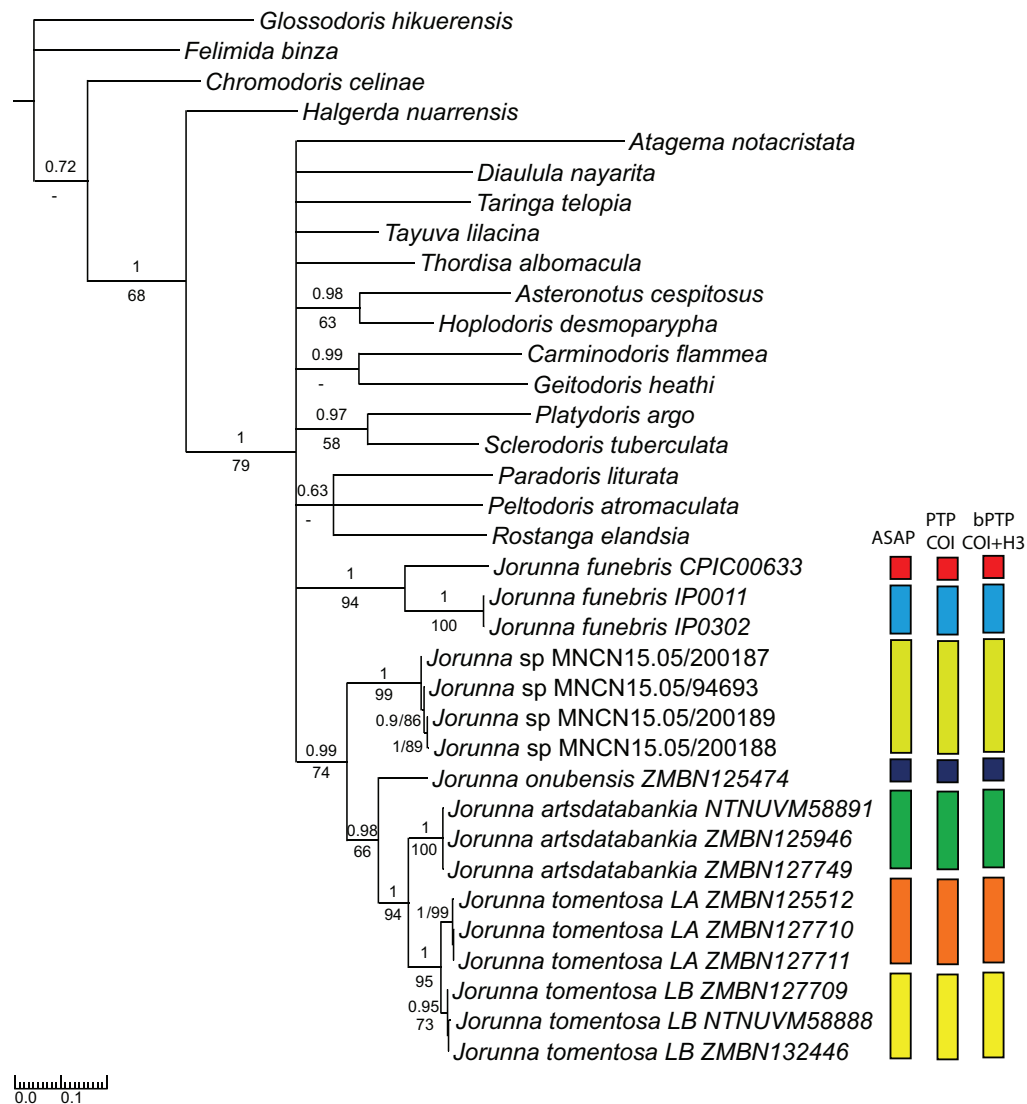 Glossodoris hikuerensis
Felimida binza
Chromodoris celinae
Halgerda nuarrensis
Atagema notacristata
0.72
-
Diaulula nayarita
Taringa telopia
Tayuva lilacina
1
68
Thordisa albomacula
0.98
63
Asteronotus cespitosus
Hoplodoris desmoparypha
0.99
-
Carminodoris flammea
Geitodoris heathi
0.97
58
Platydoris argo
1
79
Sclerodoris tuberculata
0.63
-
Paradoris liturata
Peltodoris atromaculata
Rostanga elandsia
ASAP
PTP
COI
bPTP
COI+H3
1
94
Jorunna funebris CPIC00633
1
100
Jorunna funebris IP0011
Jorunna funebris IP0302
1
99
Jorunna sp MNCN15.05/200187
Jorunna sp MNCN15.05/94693
0.9/86
Jorunna sp MNCN15.05/200189
1/89
Jorunna sp MNCN15.05/200188
0.99
74
Jorunna onubensis ZMBN125474
0.98
66
Jorunna artsdatabankia NTNUVM58891
1
100
Jorunna artsdatabankia ZMBN125946
Jorunna artsdatabankia ZMBN127749
1
94
Jorunna tomentosa LA ZMBN125512
1/99
Jorunna tomentosa LA ZMBN127710
Jorunna tomentosa LA ZMBN127711
1
95
Jorunna tomentosa LB ZMBN127709
0.95
73
Jorunna tomentosa LB NTNUVM58888
Jorunna tomentosa LB ZMBN132446
0.0 0.1